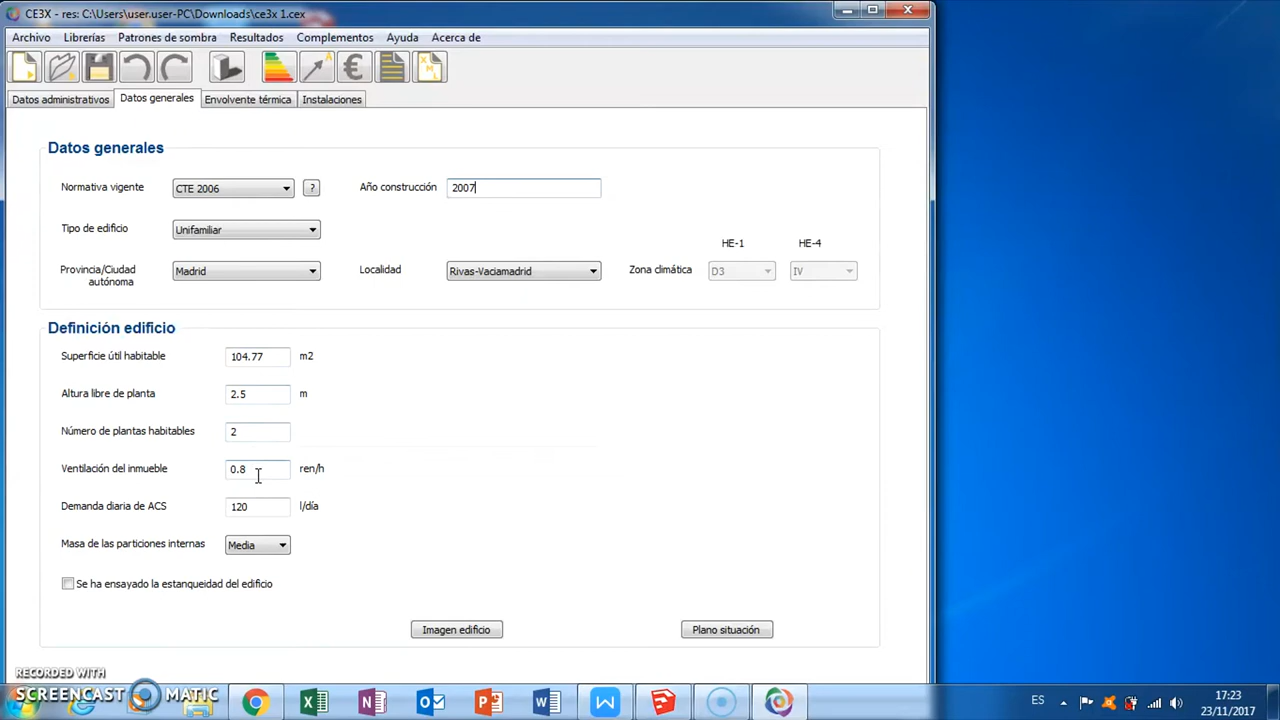 CE3X - res: C:\Users\user.user-PC\Downloads\ce3x 1.cex
Archivo Librerías Patrones de sombra Resultados Complementos Ayuda Acerca de
Datos administrativos Datos generales Envolvente térmica Instalaciones
Datos generales
Normativa vigente CTE 2006 ? Año construcción 2007
Tipo de edificio Unifamiliar HE-1 HE-4
Provincia/Ciudad autónoma Madrid Localidad Rivas-Vaciamadrid Zona climática D3 IV
Definición edificio
Superficie útil habitable 104.77 m2
Altura libre de planta 2.5 m
Número de plantas habitables 2
Ventilación del inmueble 0.8 ren/h
Demanda diaria de ACS 120 l/día
Masa de las particiones internas Media
Se ha ensayado la estanqueidad del edificio
Imagen edificio Plano situación
RECORDED WITH
SCREENCAST MATIC
ES 17:23
23/11/2017